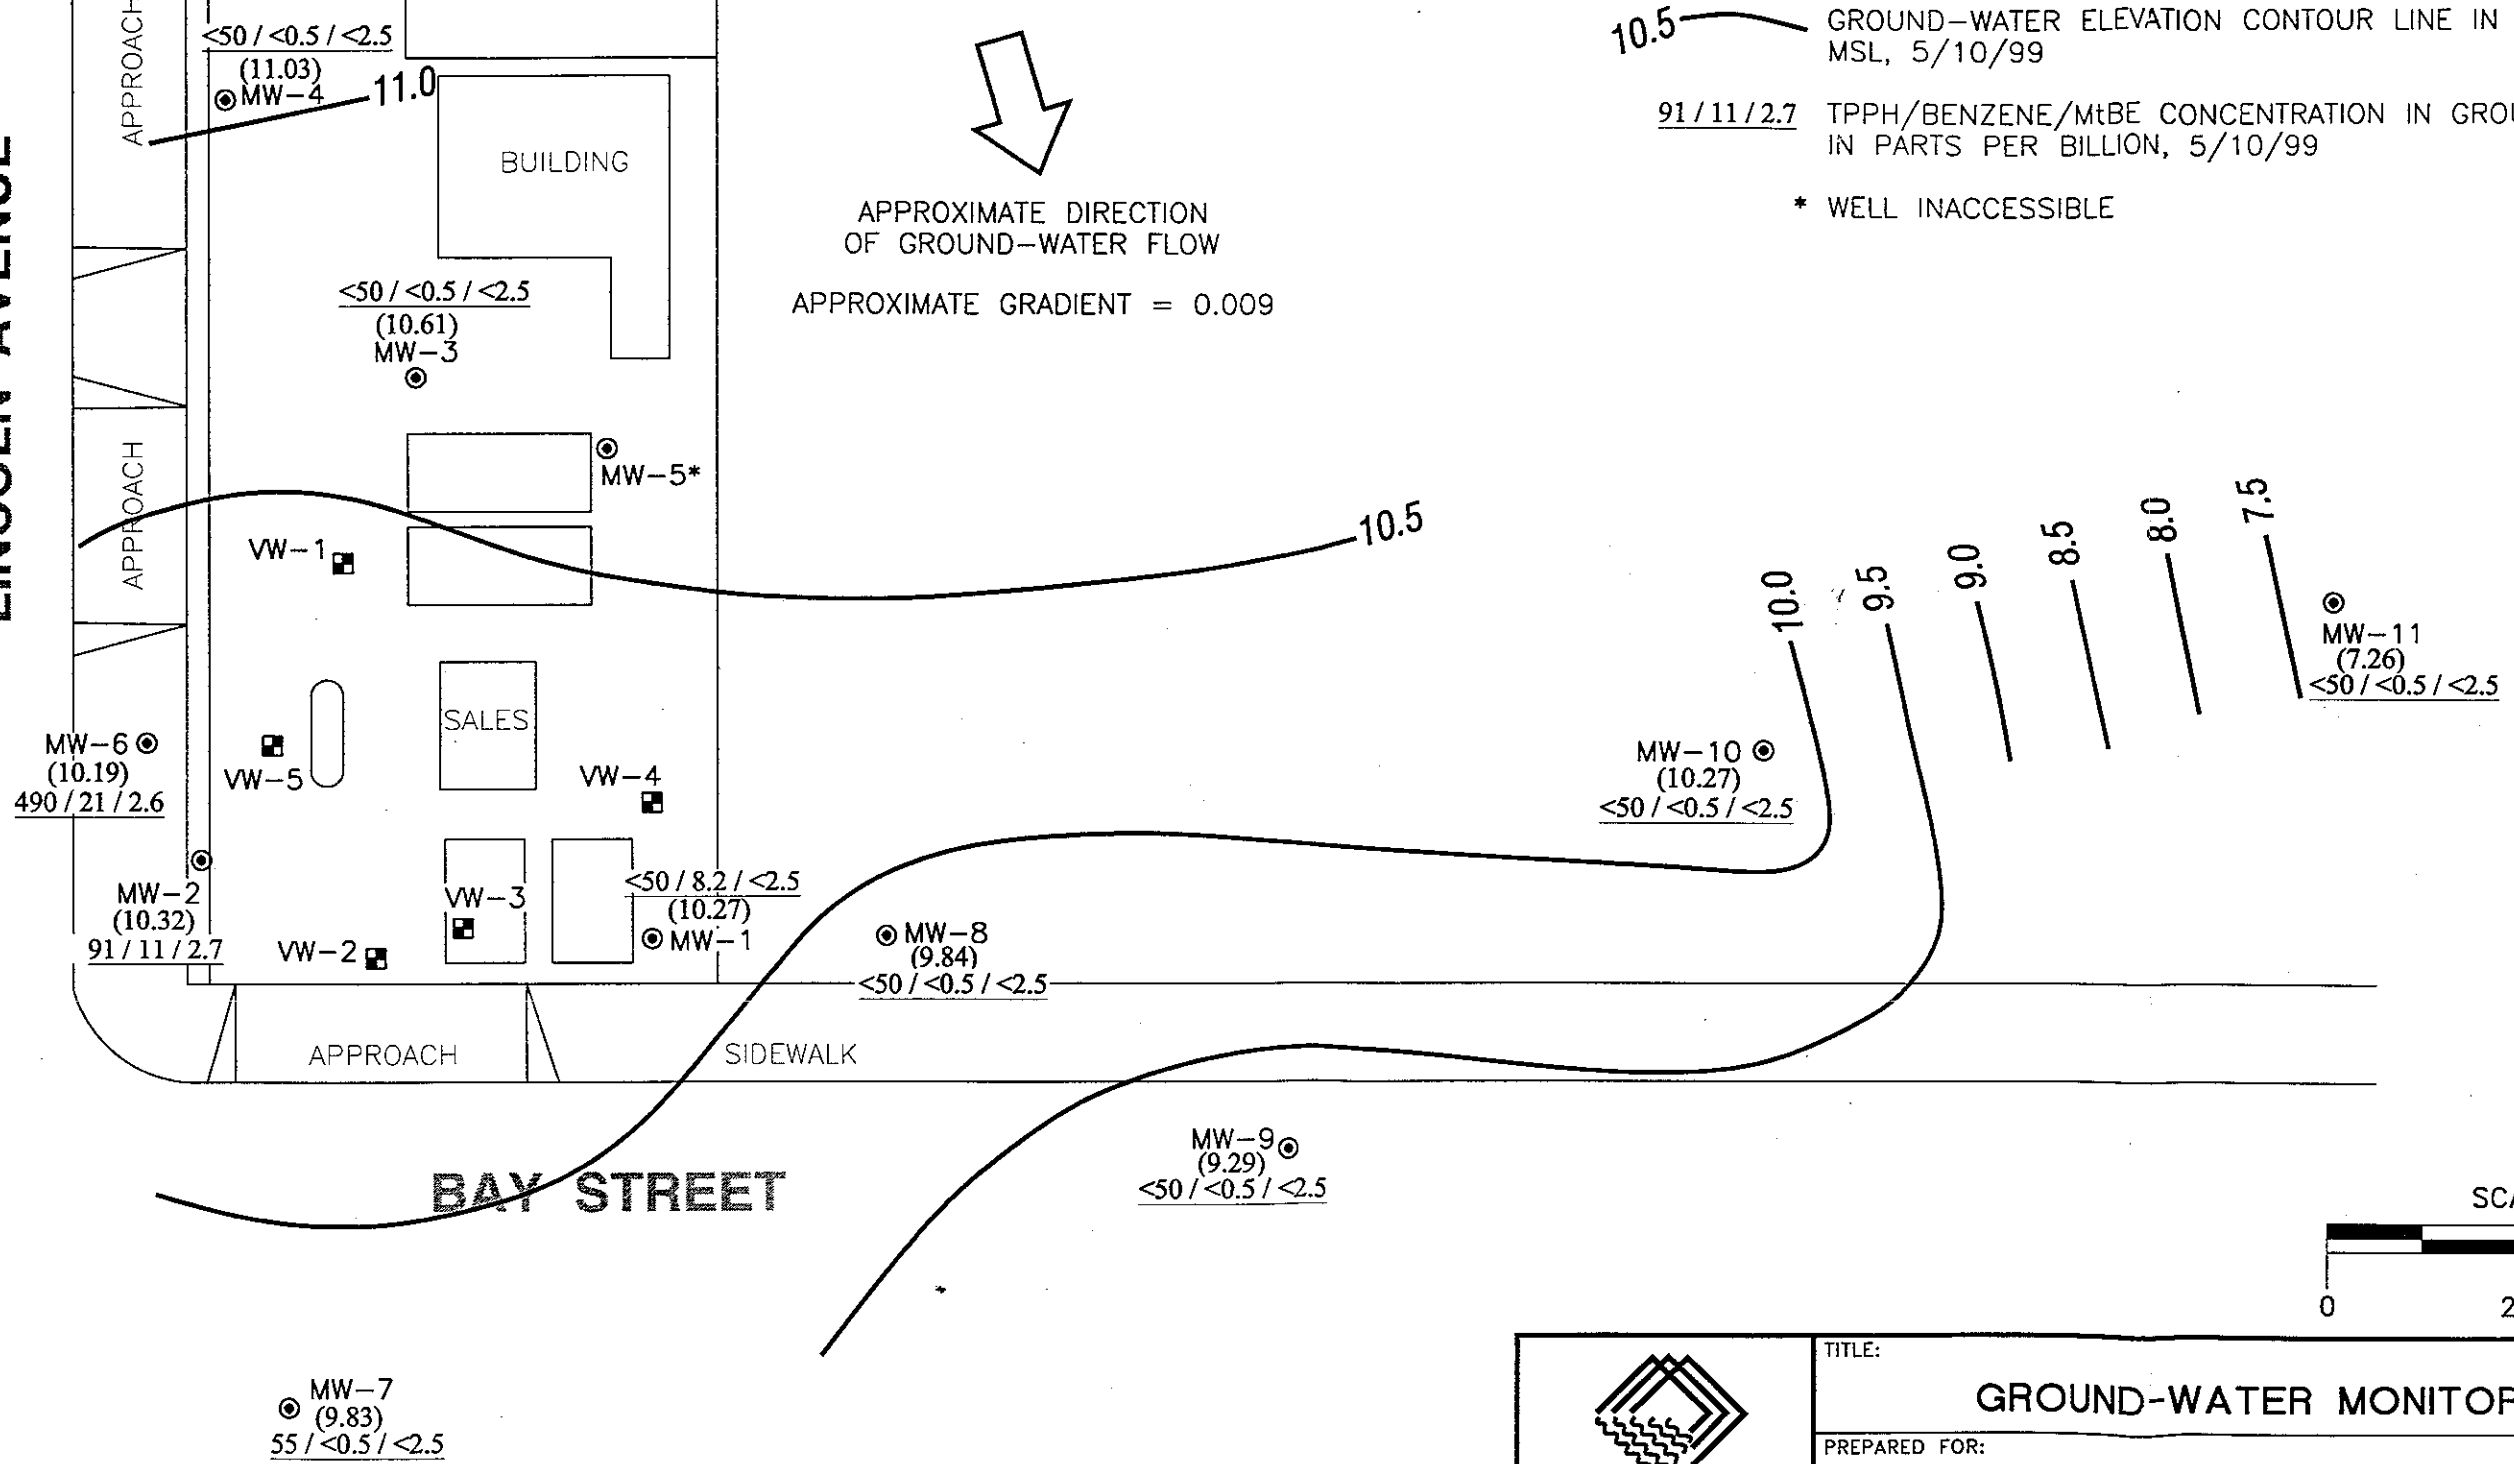 APPROACH
<50 / <0.5 / <2.5
(11.03)
MW-4
11.0
BUILDING
APPROXIMATE DIRECTION
OF GROUND-WATER FLOW
APPROXIMATE GRADIENT = 0.009
10.5
GROUND-WATER ELEVATION CONTOUR LINE IN
MSL, 5/10/99
91 / 11 / 2.7
TPPH/BENZENE/MtBE CONCENTRATION IN
IN PARTS PER BILLION, 5/10/99
* WELL INACCESSIBLE
AVENUE
<50 / <0.5 / <2.5
(10.61)
MW-3
MW-5*
APPROACH
VW-1
10.5
10.0
9.5
9.0
8.5
8.0
7.5
MW-11
(7.26)
<50 / <0.5 / <2.5
SALES
MW-6
(10.19)
490 / 21 / 2.6
VW-5
VW-4
MW-10
(10.27)
<50 / <0.5 / <2.5
MW-2
(10.32)
91 / 11 / 2.7
VW-3
VW-2
<50 / 8.2 / <2.5
(10.27)
MW-1
MW-8
(9.84)
<50 / <0.5 / <2.5
APPROACH
SIDEWALK
BAY STREET
MW-9
(9.29)
<50 / <0.5 / <2.5
0
MW-7
(9.83)
55 / <0.5 / <2.5
TITLE:
GROUND-WATER MONITOR
PREPARED FOR: